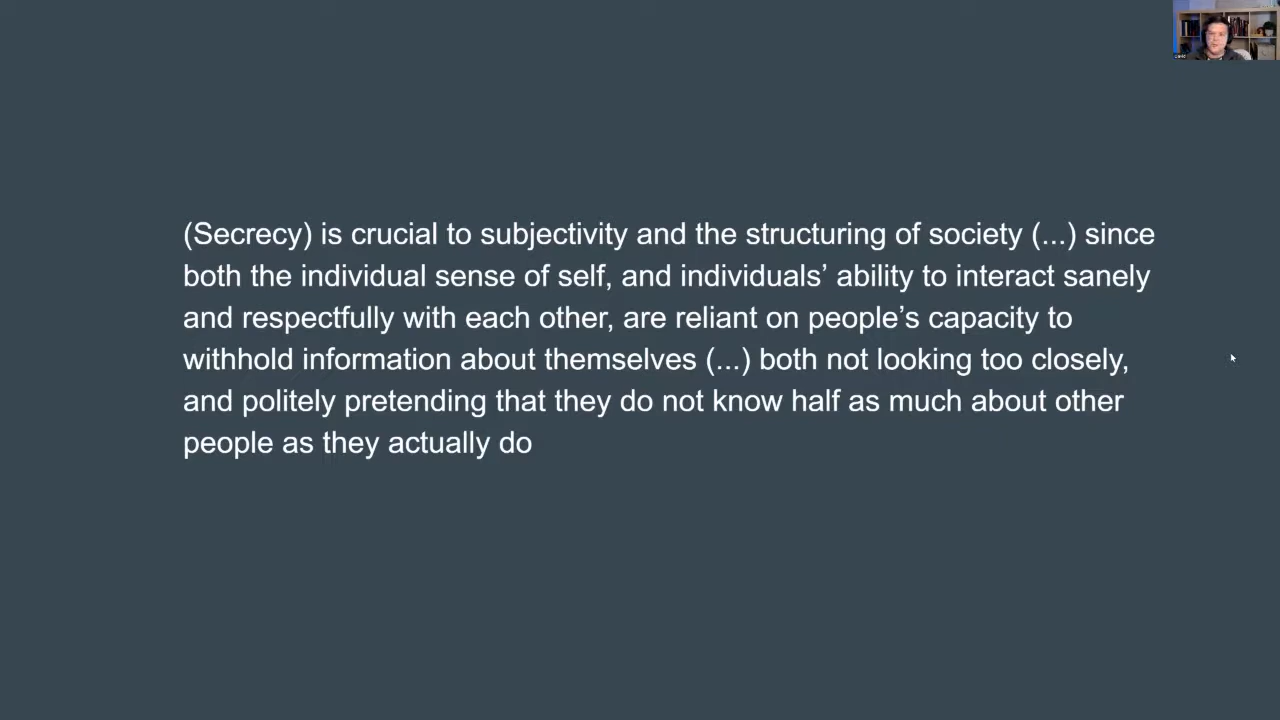 (Secrecy) is crucial to subjectivity and the structuring of society (...) since
both the individual sense of self, and individuals’ ability to interact sanely
and respectfully with each other, are reliant on people’s capacity to
withhold information about themselves (...) both not looking too closely,
and politely pretending that they do not know half as much about other
people as they actually do